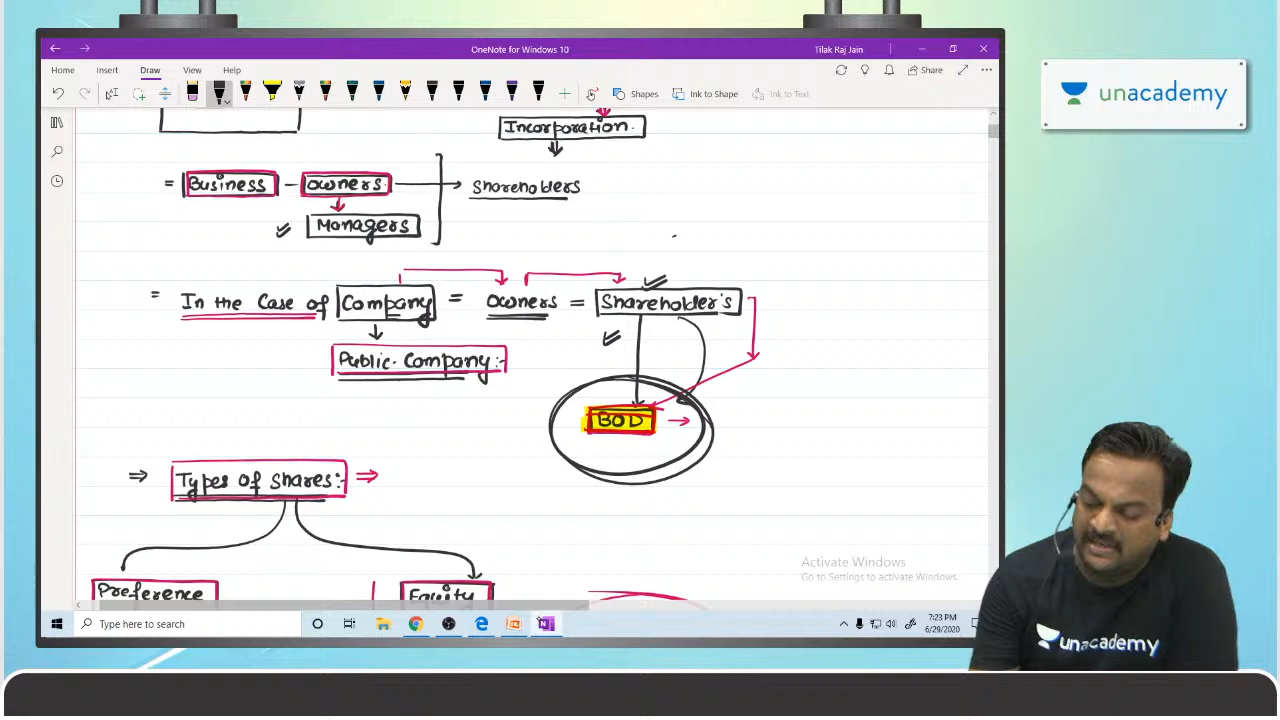 OneNote for Windows 10
Tilak Raj Jain
Home Insert Draw View Help
Share
Shapes Ink to Shape Ink to Text
unacademy
Incorporation.
= Business - owners → Shareholders
Managers
= In the Case of Company = owners = Shareholder's
Public Company:-
BOD →
⇒ Types of Shares:- ⇒
Preference Equity
Activate Windows
Go to Settings to activate Windows.
Type here to search
7:23 PM
6/29/2020
unacademy